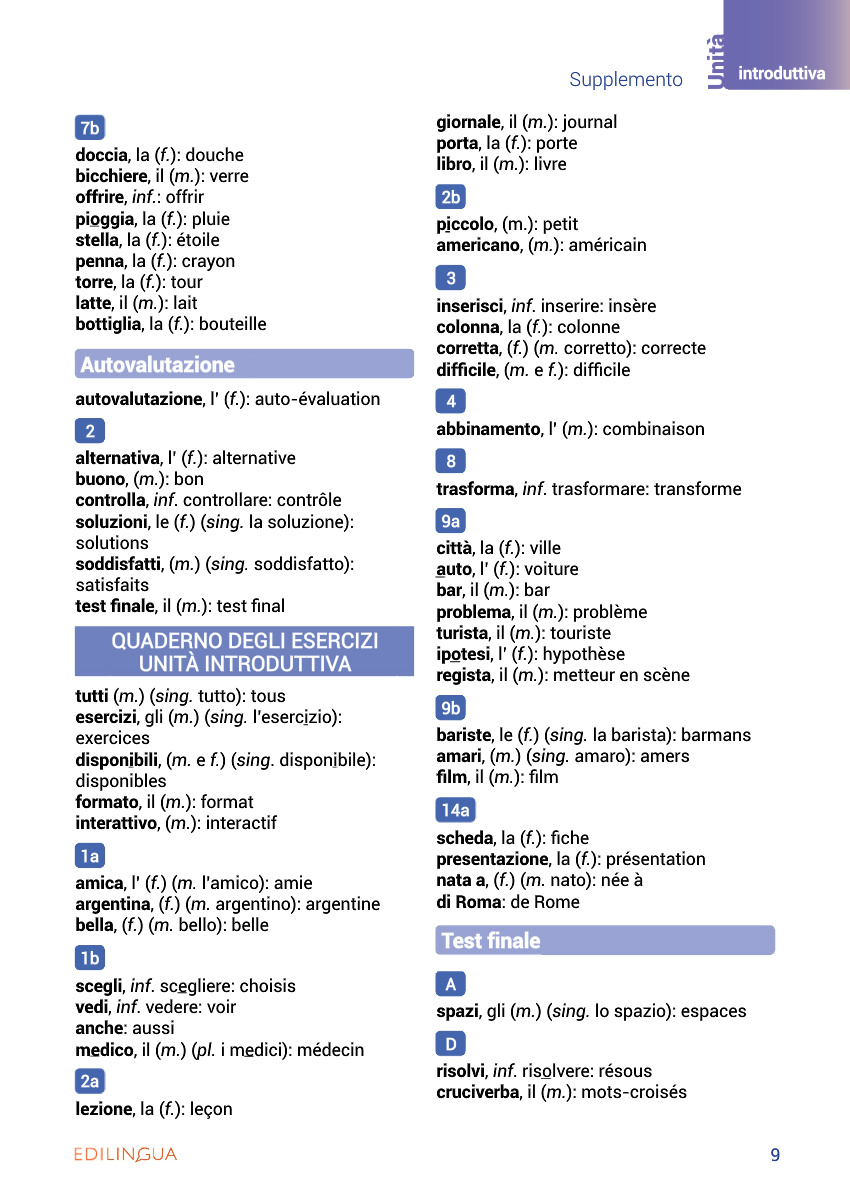 Supplemento
Unità
introduttiva
7b
doccia, la (f.): douche
bicchiere, il (m.): verre
offrire, inf.: offrir
pioggia, la (f.): pluie
stella, la (f.): étoile
penna, la (f.): crayon
torre, la (f.): tour
latte, il (m.): lait
bottiglia, la (f.): bouteille
Autovalutazione
autovalutazione, l' (f.): auto-évaluation
2
alternativa, l' (f.): alternative
buono, (m.): bon
controlla, inf. controllare: contrôle
soluzioni, le (f.) (sing. la soluzione):
solutions
soddisfatti, (m.) (sing. soddisfatto):
satisfaits
test finale, il (m.): test final
QUADERNO DEGLI ESERCIZI
UNITÀ INTRODUTTIVA
tutti (m.) (sing. tutto): tous
esercizi, gli (m.) (sing. l'esercizio):
exercices
disponibili, (m. e f.) (sing. disponibile):
disponibles
formato, il (m.): format
interattivo, (m.): interactif
1a
amica, l' (f.) (m. l'amico): amie
argentina, (f.) (m. argentino): argentine
bella, (f.) (m. bello): belle
1b
scegli, inf. scegliere: choisis
vedi, inf. vedere: voir
anche: aussi
medico, il (m.) (pl. i medici): médecin
2a
lezione, la (f.): leçon
giornale, il (m.): journal
porta, la (f.): porte
libro, il (m.): livre
2b
piccolo, (m.): petit
americano, (m.): américain
3
inserisci, inf. inserire: insère
colonna, la (f.): colonne
corretta, (f.) (m. corretto): correcte
difficile, (m. e f.): difficile
4
abbinamento, l' (m.): combinaison
8
trasforma, inf. trasformare: transforme
9a
città, la (f.): ville
auto, l' (f.): voiture
bar, il (m.): bar
problema, il (m.): problème
turista, il (m.): touriste
ipotesi, l' (f.): hypothèse
regista, il (m.): metteur en scène
9b
bariste, le (f.) (sing. la barista): barmans
amari, (m.) (sing. amaro): amers
film, il (m.): film
14a
scheda, la (f.): fiche
presentazione, la (f.): présentation
nata a, (f.) (m. nato): née à
di Roma: de Rome
Test finale
A
spazi, gli (m.) (sing. lo spazio): espaces
D
risolvi, inf. risolvere: résous
cruciverba, il (m.): mots-croisés
EDILINGUA
9